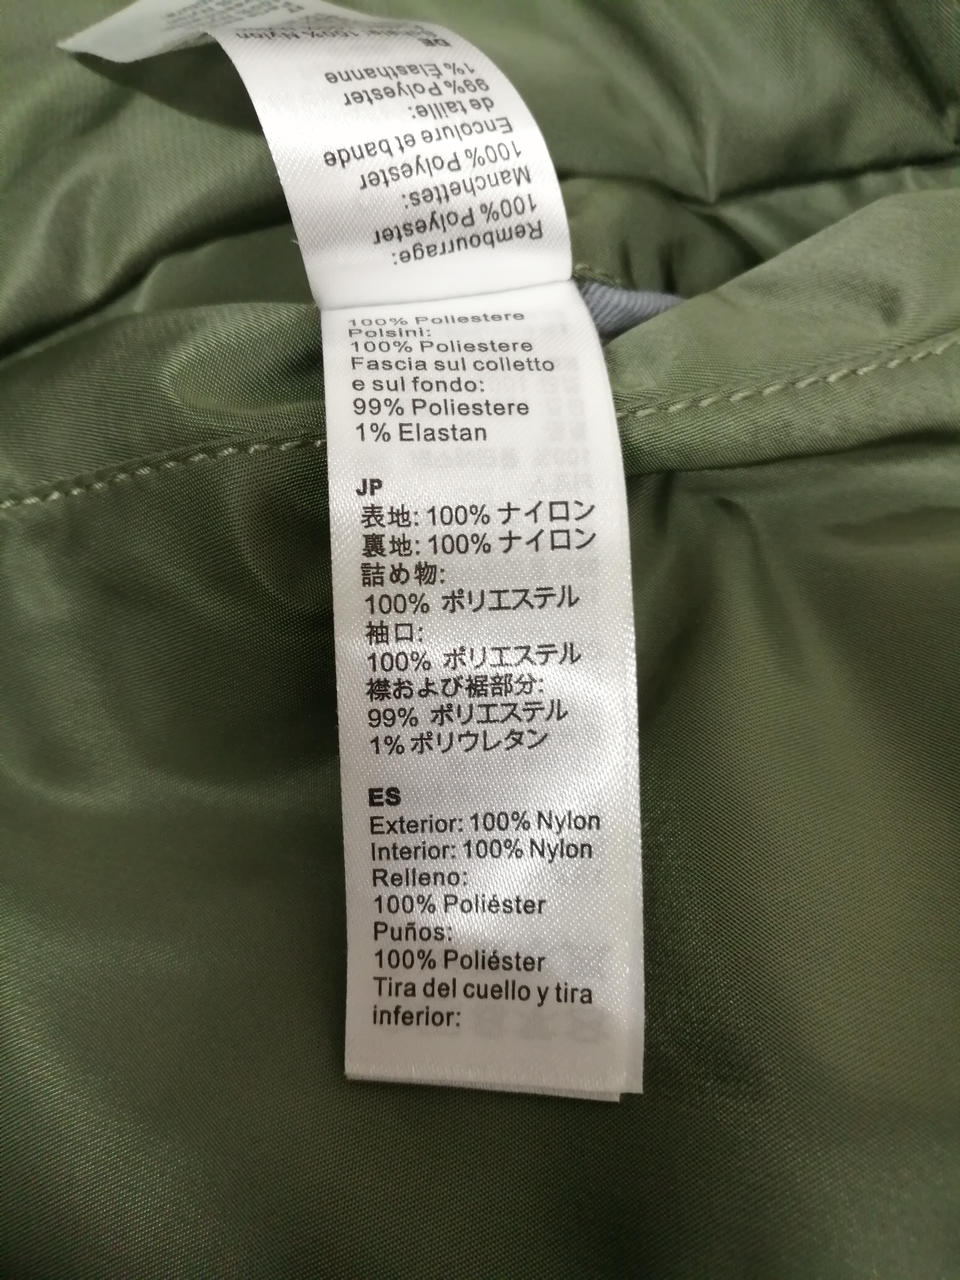 Rembourrage:
100% Polyester
Manchettes:
100% Polyester
Encolure et bande
de taille:
99% Polyester
1% Élasthanne
DE
100% Nylon
100% Poliestere
Polsini:
100% Poliestere
Fascia sul colletto
e sul fondo:
99% Poliestere
1% Elastan
JP
表地: 100% ナイロン
裏地: 100% ナイロン
詰め物:
100% ポリエステル
袖口:
100% ポリエステル
襟および裾部分:
99% ポリエステル
1% ポリウレタン
ES
Exterior: 100% Nylon
Interior: 100% Nylon
Relleno:
100% Poliéster
Puños:
100% Poliéster
Tira del cuello y tira
inferior: